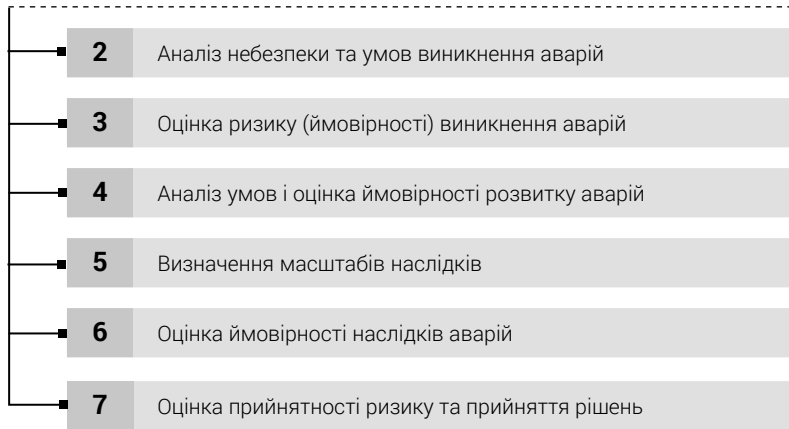 2 Аналіз небезпеки та умов виникнення аварій
3 Оцінка ризику (ймовірності) виникнення аварій
4 Аналіз умов і оцінка ймовірності розвитку аварій
5 Визначення масштабів наслідків
6 Оцінка ймовірності наслідків аварій
7 Оцінка прийнятності ризику та прийняття рішень